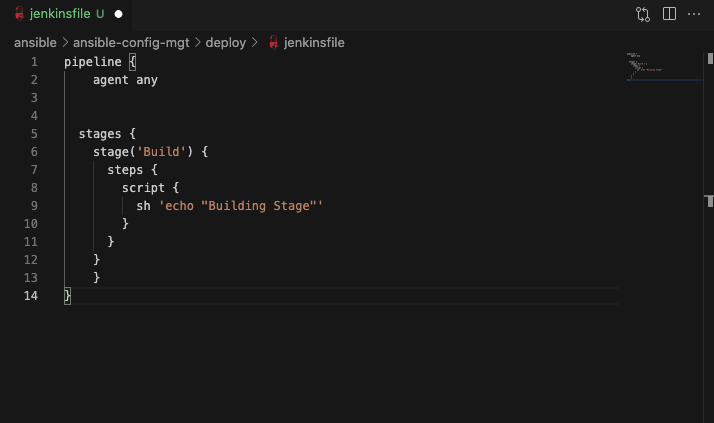 jenkinsfile U
ansible > ansible-config-mgt > deploy > jenkinsfile
1 pipeline {
2 agent any
3
4
5 stages {
6 stage('Build') {
7 steps {
8 script {
9 sh 'echo "Building Stage"'
10 }
11 }
12 }
13 }
14 }